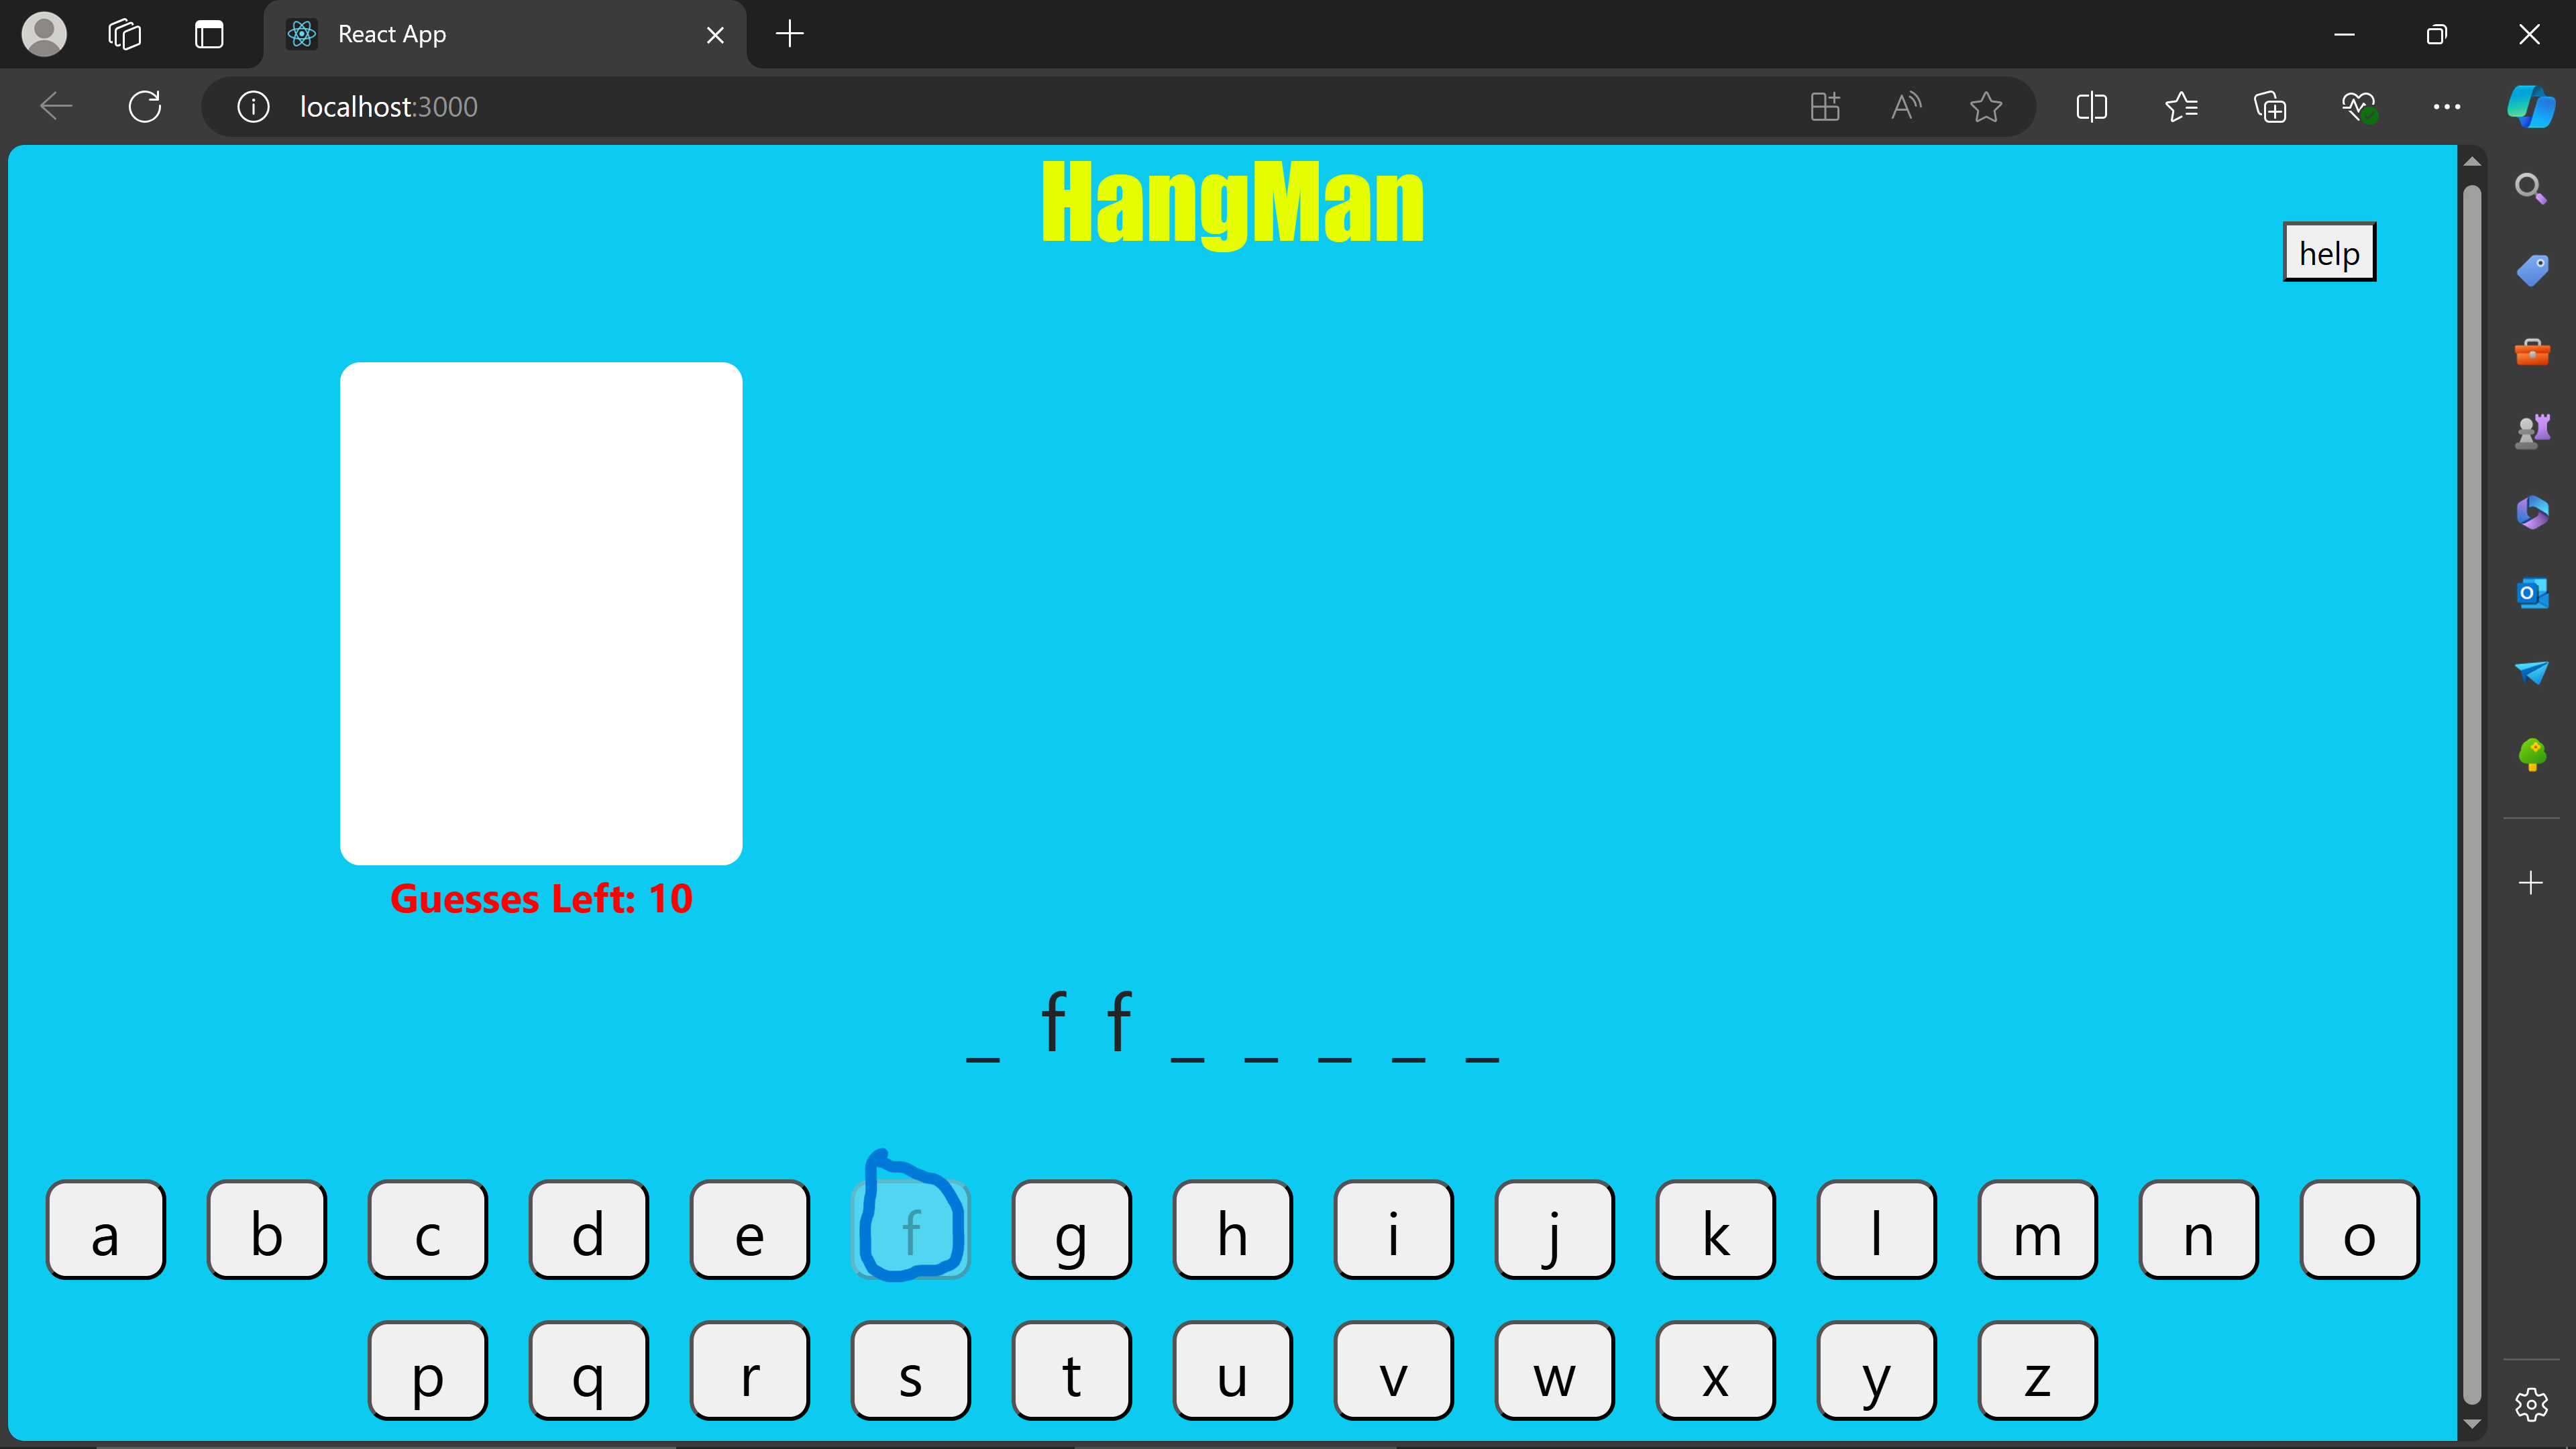 React App
localhost:3000
HangMan
help
Guesses Left: 10
_ f f _ _ _ _ _
a b c d e f g h i j k l m n o
p q r s t u v w x y z